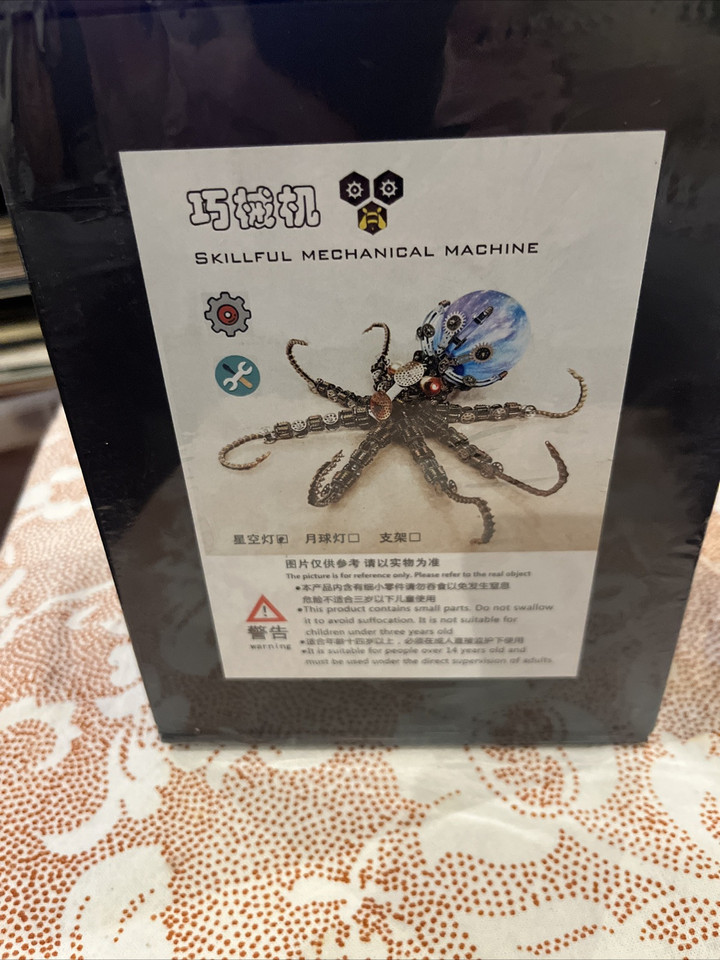 巧械机
SKILLFUL MECHANICAL MACHINE
星空灯☑ 月球灯☐ 支架☐
图片仅供参考 请以实物为准
The picture is for reference only. Please refer to the real object
•本产品内含有细小零件请勿吞食以免发生窒息
危险不适合三岁以下儿童使用
•This product contains small parts. Do not swallow
it to avoid suffocation. It is not suitable for
children under three years old
警告
•适合年龄十四岁以上，必须在成人直接监护下使用
warning
•It is suitable for people over 14 years old and
must be used under the direct supervision of adults